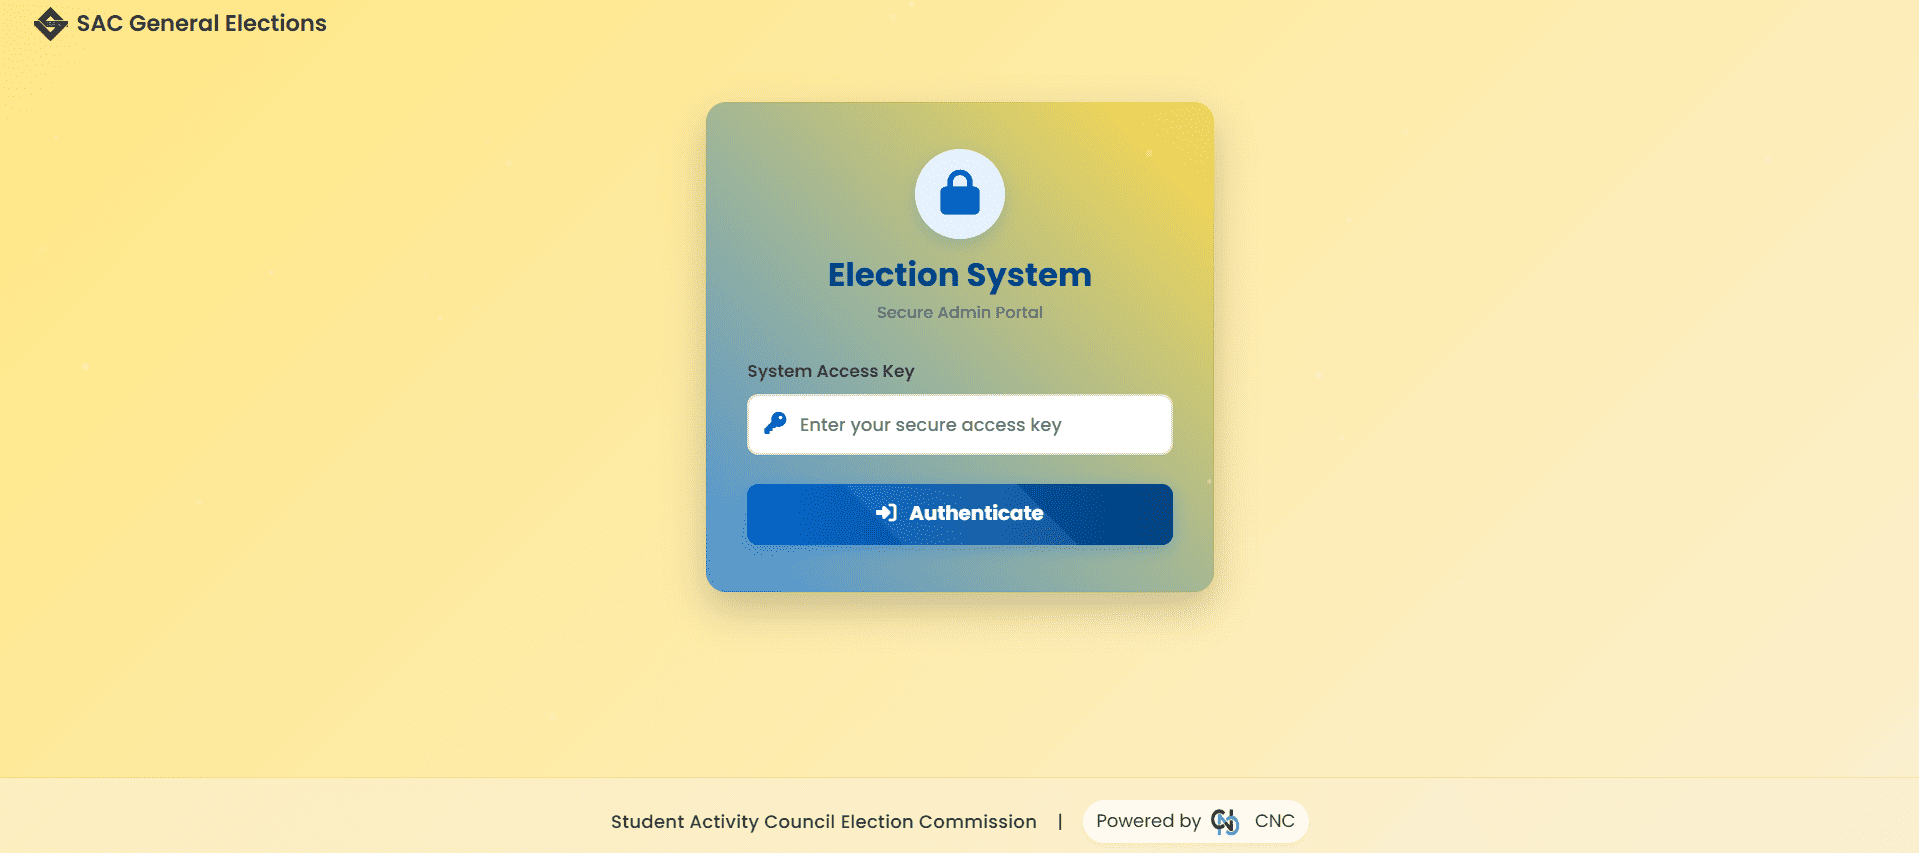 SAC General Elections
Election System
Secure Admin Portal
System Access Key
Enter your secure access key
Authenticate
Student Activity Council Election Commission | Powered by CNC